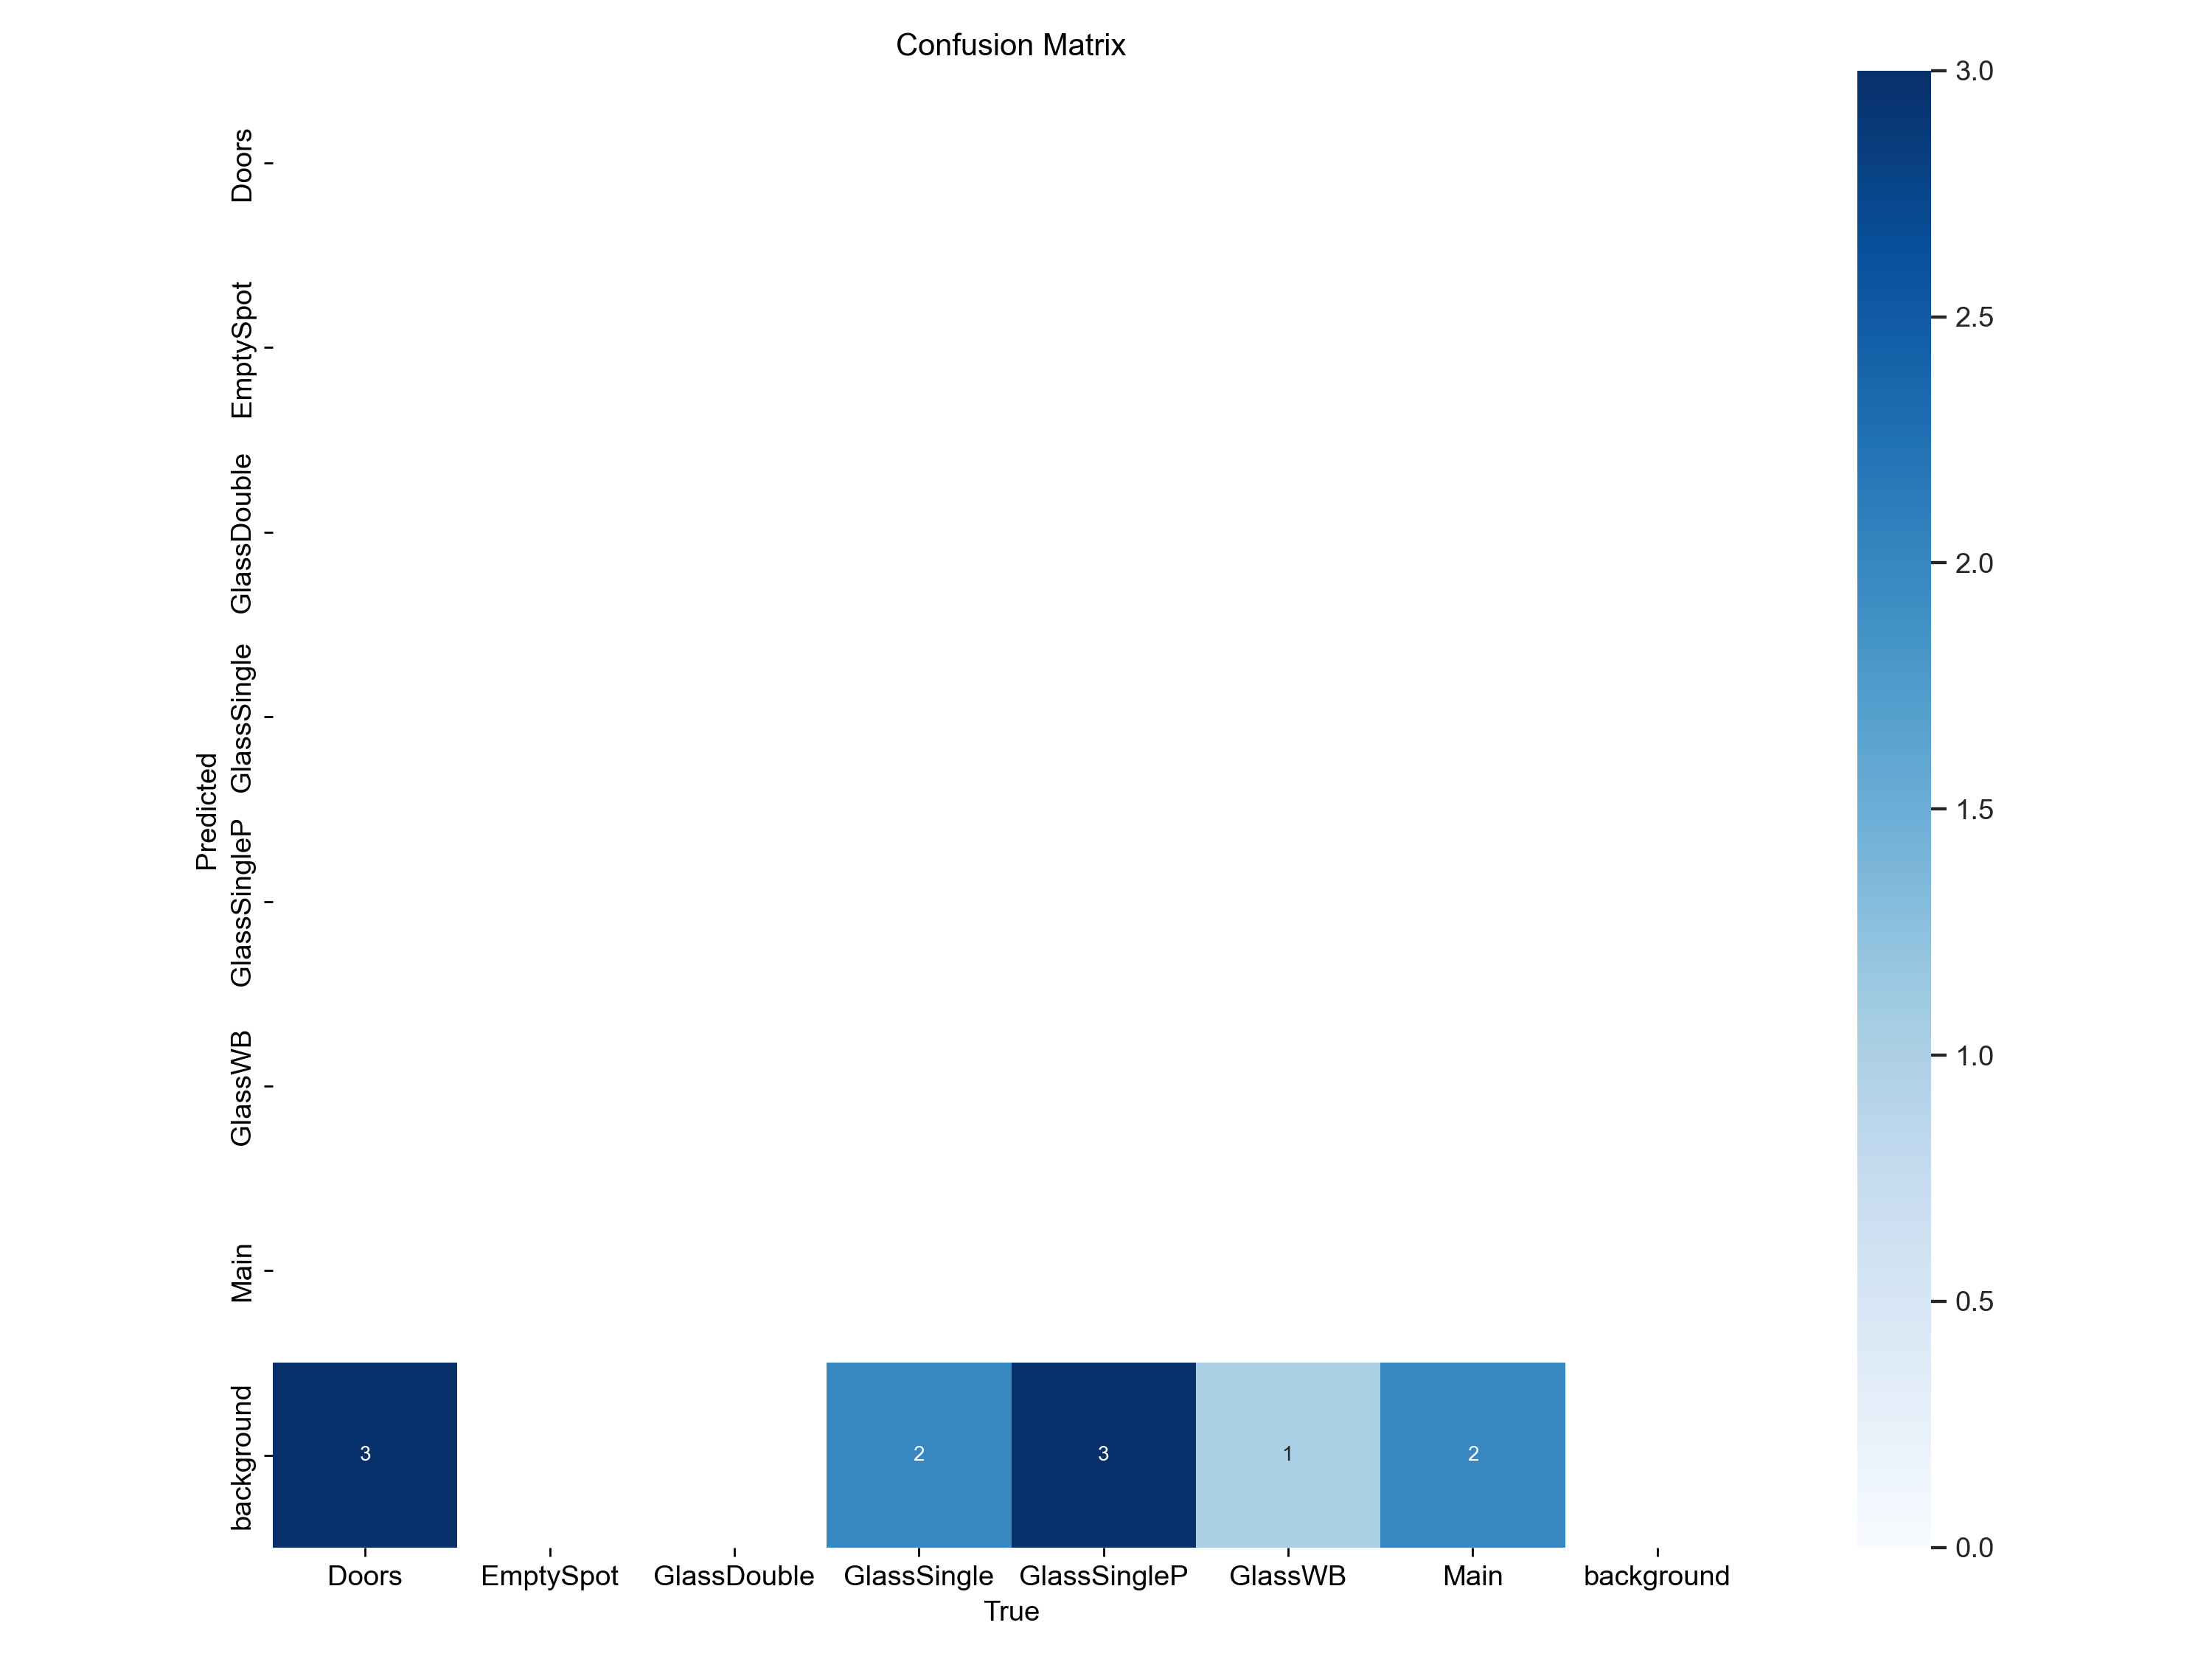 Confusion Matrix
Predicted
Doors
EmptySpot
GlassDouble
GlassSingle
GlassSingleP
GlassWB
Main
background
3 2 3 1 2
Doors EmptySpot GlassDouble GlassSingle GlassSingleP GlassWB Main background
True
3.0
2.5
2.0
1.5
1.0
0.5
0.0